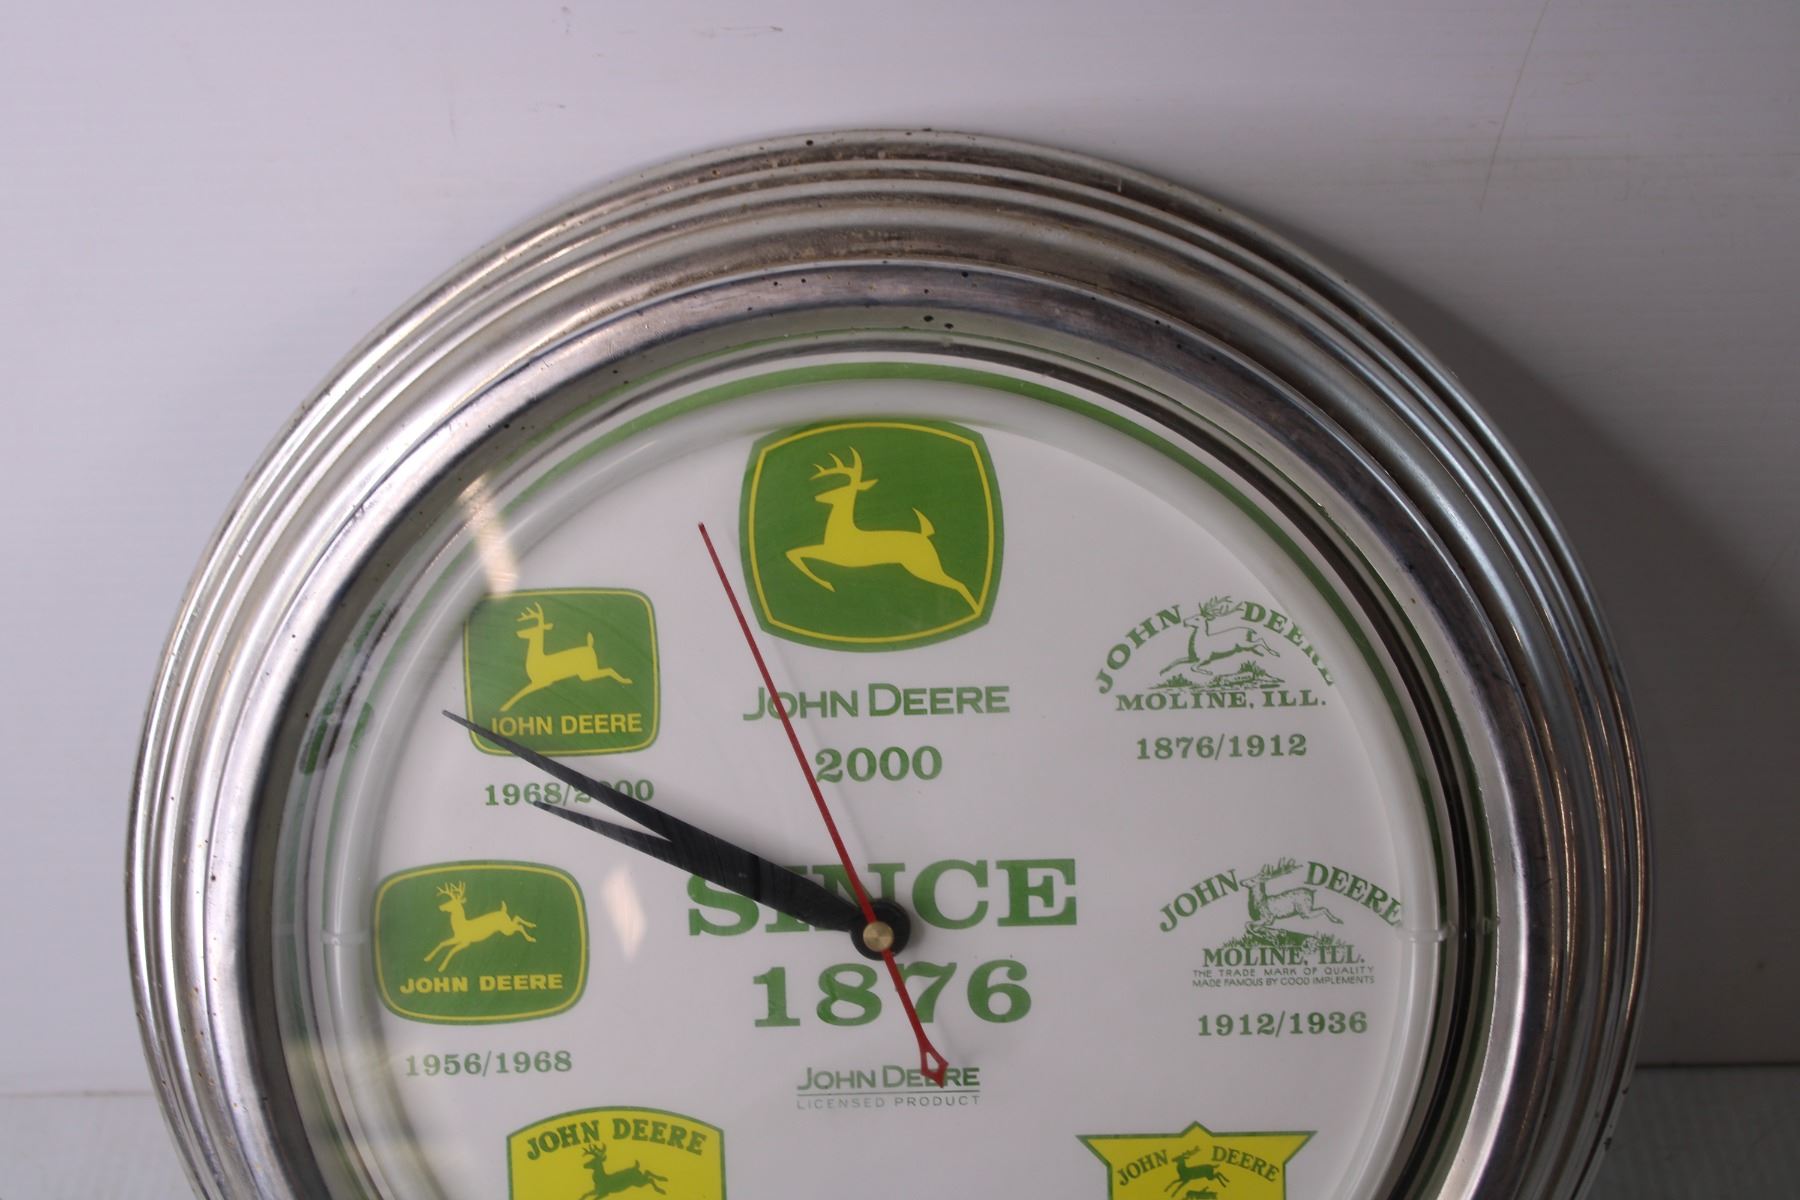 JOHN DEERE
2000
JOHN DEERE
MOLINE, ILL.
1876/1912
JOHN DEERE
1968/2000
SINCE
1876
JOHN DEERE
MOLINE, ILL.
THE TRADE MARK OF QUALITY
MADE FAMOUS BY GOOD IMPLEMENTS
1912/1936
JOHN DEERE
1956/1968
JOHN DEERE
LICENSED PRODUCT
JOHN DEERE
JOHN DEERE